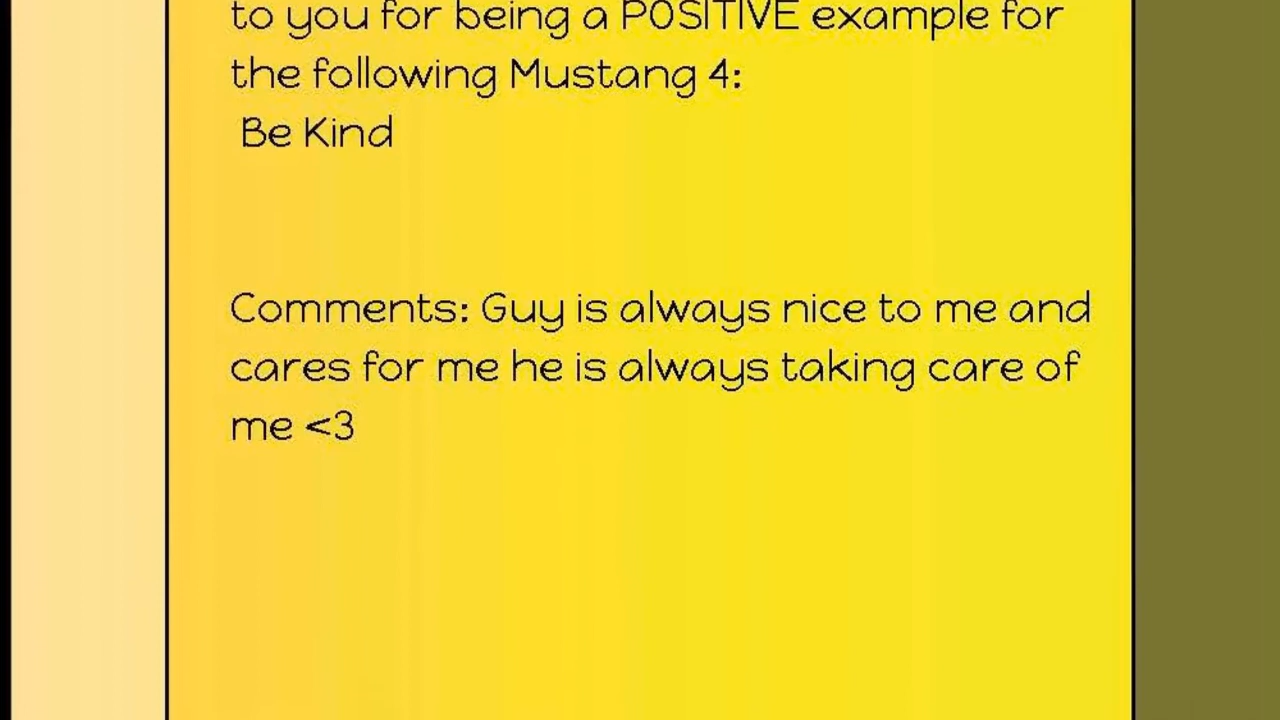 to you for being a POSITIVE example for
the following Mustang 4:
Be Kind
Comments: Guy is always nice to me and
cares for me he is always taking care of
me <3